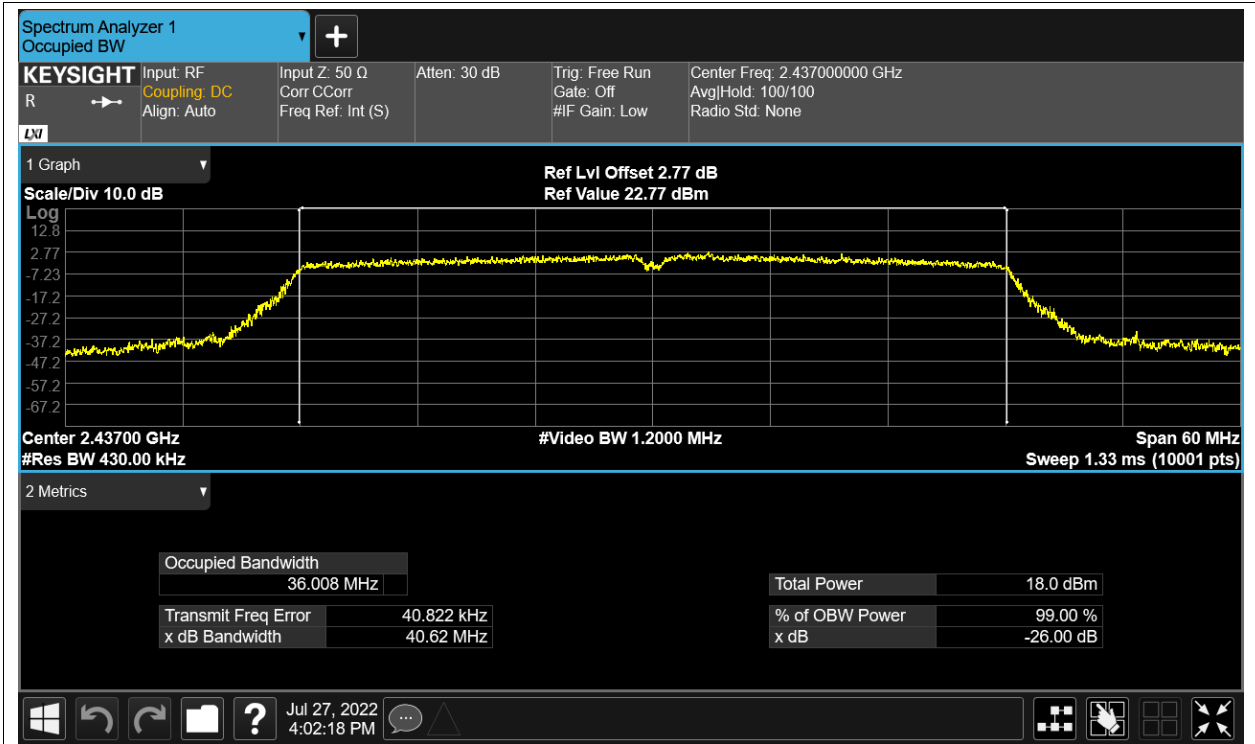 Spectrum Analyzer 1
Occupied BW
KEYSIGHT
R
LXI
Input: RF
Coupling: DC
Align: Auto
Input Z: 50 Ω
Corr CCorr
Freq Ref: Int (S)
Atten: 30 dB
Trig: Free Run
Gate: Off
#IF Gain: Low
Center Freq: 2.437000000 GHz
Avg|Hold: 100/100
Radio Std: None
1 Graph
Scale/Div 10.0 dB
Ref Lvl Offset 2.77 dB
Ref Value 22.77 dBm
Log
12.8
2.77
-7.23
-17.2
-27.2
-37.2
-47.2
-57.2
-67.2
Center 2.43700 GHz
#Res BW 430.00 kHz
#Video BW 1.2000 MHz
Span 60 MHz
Sweep 1.33 ms (10001 pts)
2 Metrics
Occupied Bandwidth
36.008 MHz
Transmit Freq Error 40.822 kHz
x dB Bandwidth 40.62 MHz
Total Power 18.0 dBm
% of OBW Power 99.00 %
x dB -26.00 dB
?
Jul 27, 2022
4:02:18 PM